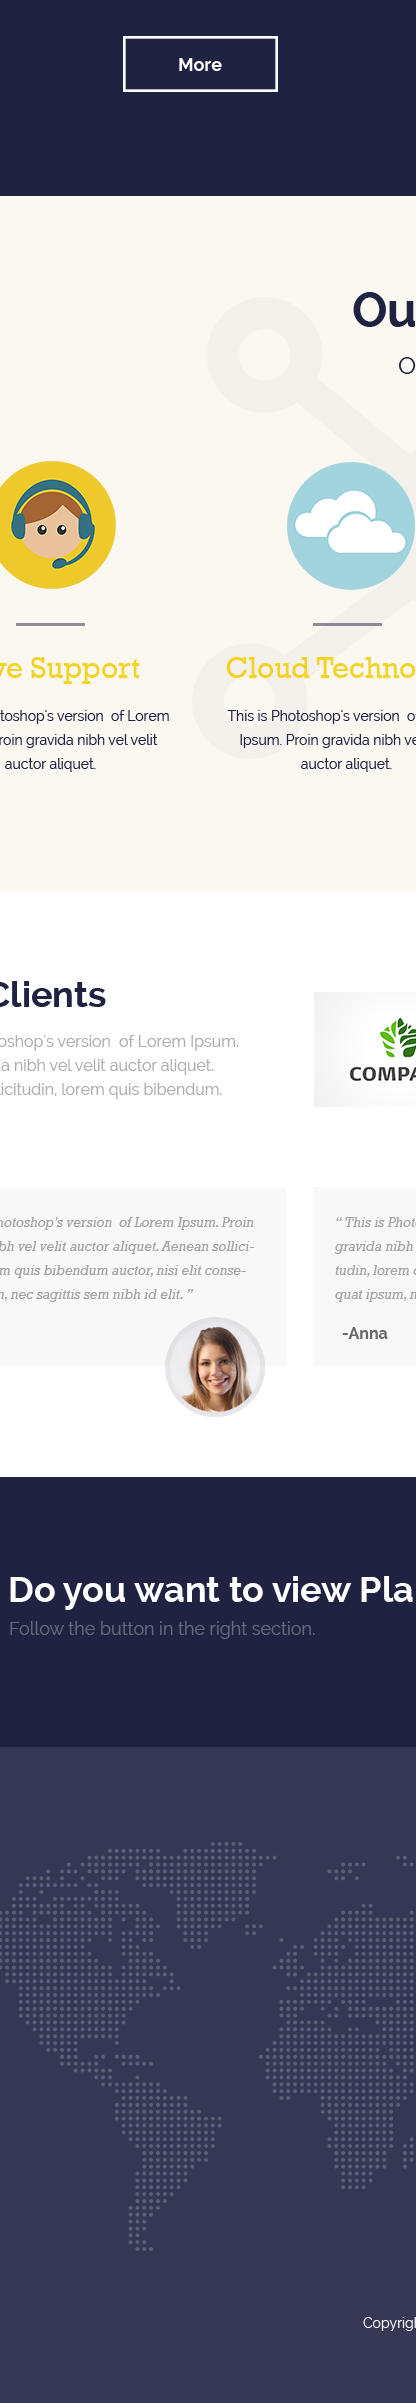 More
Ou
O
ve Support
toshop's version of Lorem
roin gravida nibh vel velit
auctor aliquet.
Cloud Techno
This is Photoshop's version o
Ipsum. Proin gravida nibh ve
auctor aliquet.
Clients
oshop's version of Lorem Ipsum.
a nibh vel velit auctor aliquet.
licitudin, lorem quis bibendum.
COMPA
hotoshop's version of Lorem Ipsum. Proin
bh vel velit auctor aliquet. Aenean sollici-
m quis bibendum auctor, nisi elit conse-
n, nec sagittis sem nibh id elit. ”
“ This is Phot
gravida nibh
tudin, lorem
quat ipsum, n
-Anna
Do you want to view Pla
Follow the button in the right section.
Copyrigh